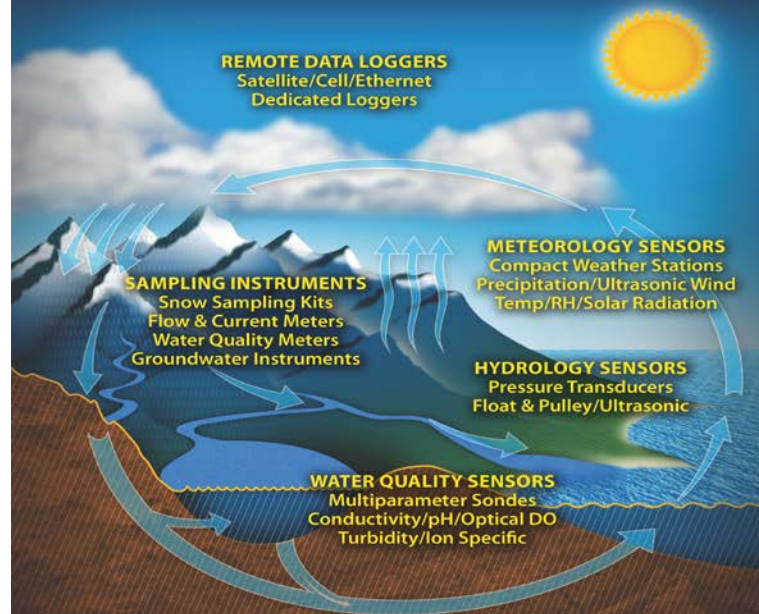 REMOTE DATA LOGGERS
Satellite/Cell/Ethernet
Dedicated Loggers
METEOROLOGY SENSORS
Compact Weather Stations
Precipitation/Ultrasonic Wind
Temp/RH/Solar Radiation
SAMPLING INSTRUMENTS
Snow Sampling Kits
Flow & Current Meters
Water Quality Meters
Groundwater Instruments
HYDROLOGY SENSORS
Pressure Transducers
Float & Pulley/Ultrasonic
WATER QUALITY SENSORS
Multiparameter Sondes
Conductivity/pH/Optical DO
Turbidity/Ion Specific